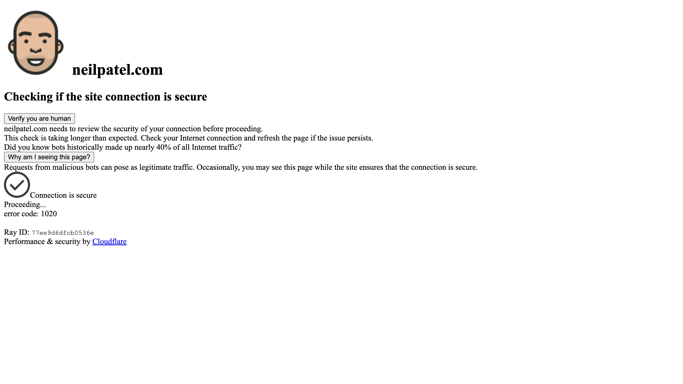 neilpatel.com
Checking if the site connection is secure
Verify you are human
neilpatel.com needs to review the security of your connection before proceeding.
This check is taking longer than expected. Check your Internet connection and refresh the page if the issue persists.
Did you know bots historically made up nearly 40% of all Internet traffic?
Why am I seeing this page?
Requests from malicious bots can pose as legitimate traffic. Occasionally, you may see this page while the site ensures that the connection is secure.
Connection is secure
Proceeding...
error code: 1020
Ray ID: 77ee9d6dfcb0536e
Performance & security by Cloudflare